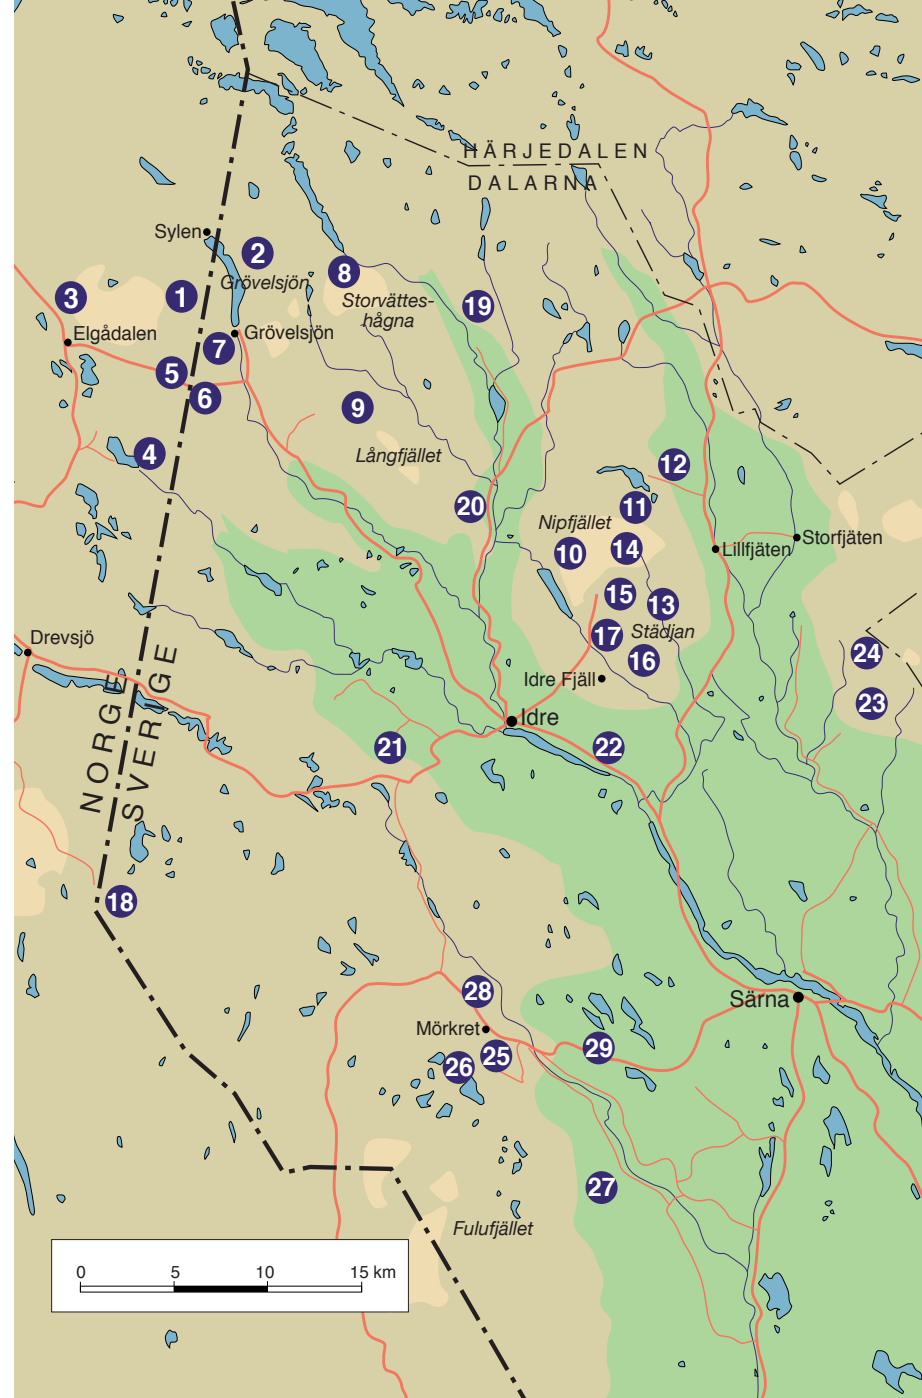 HÄRJEDALEN
DALARNA
Sylen
2
Grövelsjön
8
1
3
Storvättes-
hågna
19
Elgådalen
Grövelsjön
7
5
6
9
4
Långfjället
12
20
11
Nipfjället
10
14
Lillfjäten
Storfjäten
15
13
17
Städjan
16
Drevsjö
24
Idre Fjäll
23
NORGE
SVERIGE
Idre
21
22
18
28
Särna
Mörkret
29
25
26
27
Fulufjället
0 5 10 15 km